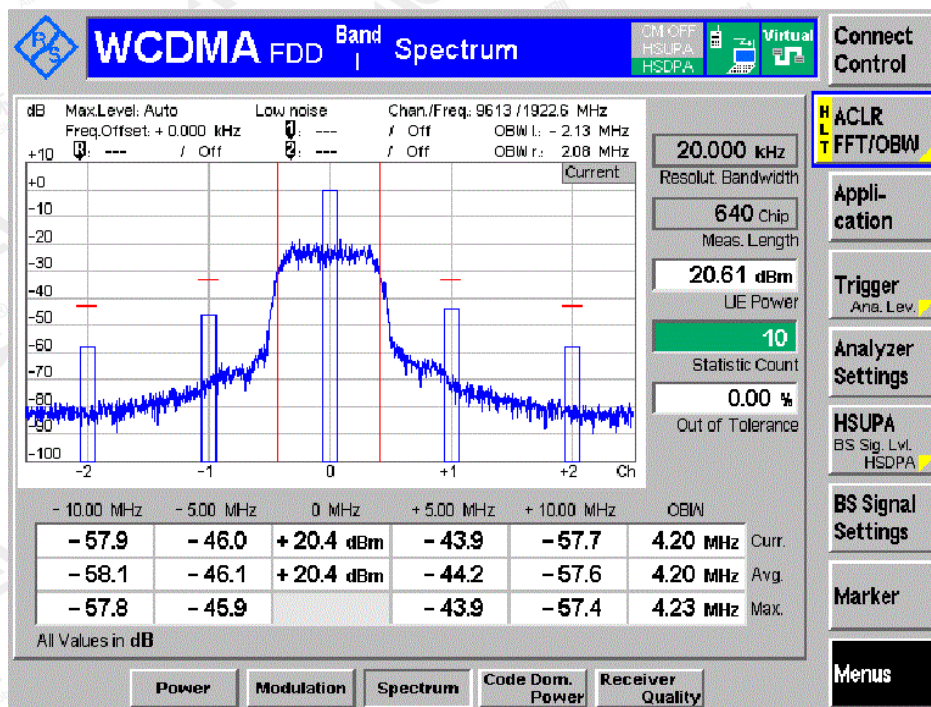 R S
WCDMA FDD Band I Spectrum
CM OFF
HSUPA
HSDPA
Virtual
Connect Control
dB Max.Level: Auto Low noise Chan./Freq.: 9613 / 1922.6 MHz
Freq.Offset: + 0.000 kHz 1: --- / Off OBW l.: - 2.13 MHz
+10 R: --- / Off 2: --- / Off OBW r.: 2.08 MHz
Current
+0
-10
-20
-30
-40
-50
-60
-70
-80
-90
-100
-2 -1 0 +1 +2 Ch
20.000 kHz
Resolut. Bandwidth
640 Chip
Meas. Length
20.61 dBm
UE Power
10
Statistic Count
0.00 %
Out of Tolerance
- 10.00 MHz - 5.00 MHz 0 MHz + 5.00 MHz + 10.00 MHz OBW
- 57.9 - 46.0 + 20.4 dBm - 43.9 - 57.7 4.20 MHz Curr.
- 58.1 - 46.1 + 20.4 dBm - 44.2 - 57.6 4.20 MHz Avg.
- 57.8 - 45.9 - 43.9 - 57.4 4.23 MHz Max.
All Values in dB
HLT
ACLR
FFT/OBW
Appli-
cation
Trigger
Ana. Lev.
Analyzer
Settings
HSUPA
BS Sig. Lvl.
HSDPA
BS Signal
Settings
Marker
Menus
Power Modulation Spectrum Code Dom. Power Receiver Quality